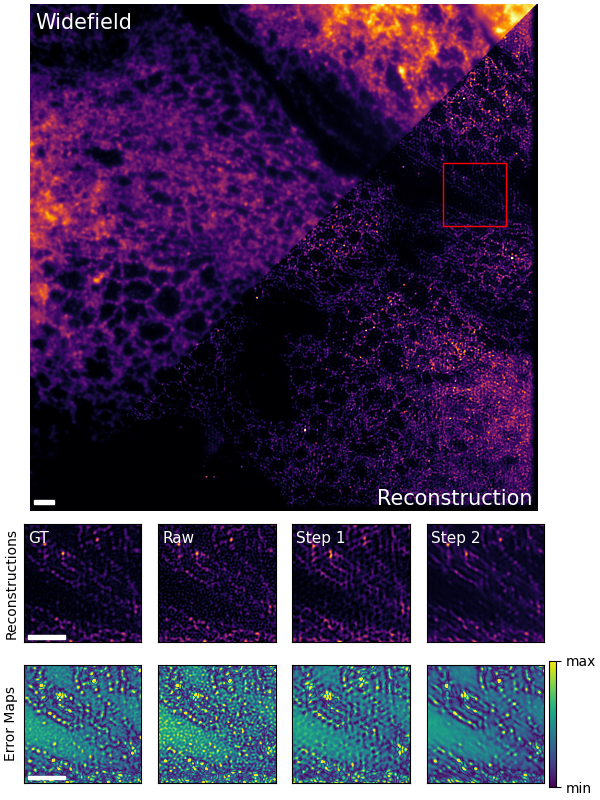 Widefield
Reconstruction
Reconstructions
GT
Raw
Step 1
Step 2
Error Maps
max
min